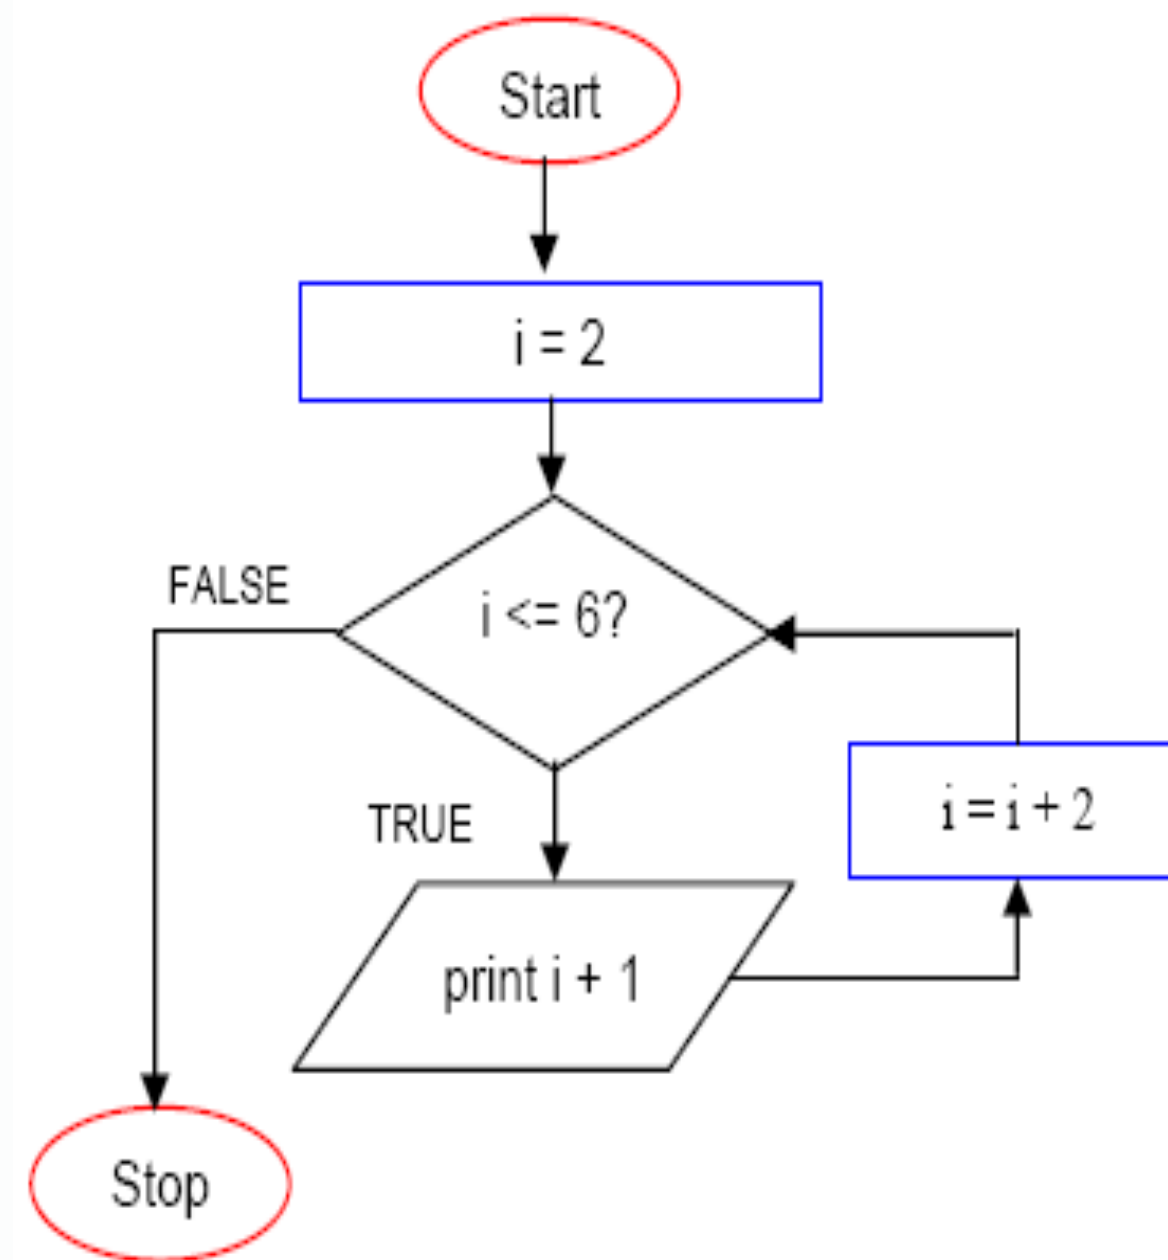 Start
i = 2
i <= 6?
FALSE
TRUE
i = i + 2
print i + 1
Stop